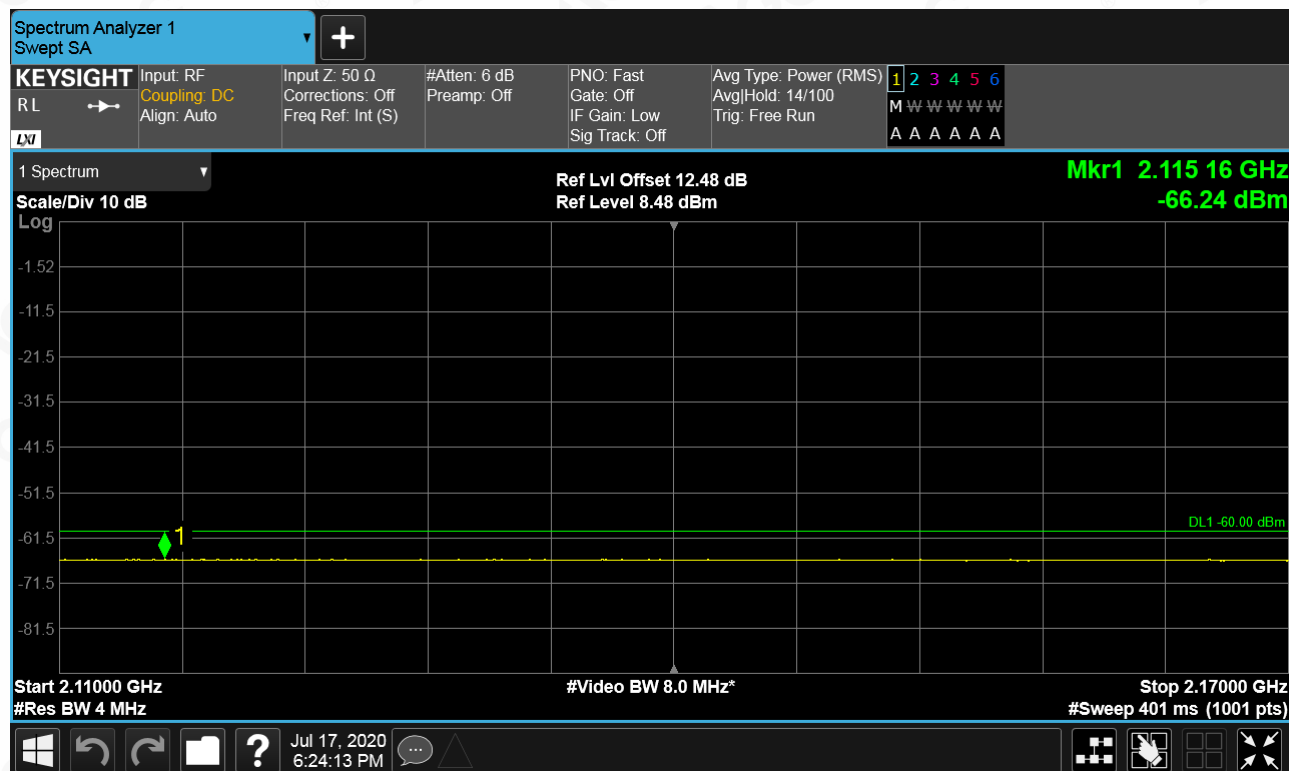 Spectrum Analyzer 1
Swept SA
KEYSIGHT
R L
LXI
Input: RF
Coupling: DC
Align: Auto
Input Z: 50 Ω
Corrections: Off
Freq Ref: Int (S)
#Atten: 6 dB
Preamp: Off
PNO: Fast
Gate: Off
IF Gain: Low
Sig Track: Off
Avg Type: Power (RMS)
Avg|Hold: 14/100
Trig: Free Run
1 2 3 4 5 6
M W W W W W
A A A A A A
1 Spectrum
Scale/Div 10 dB
Log
Ref Lvl Offset 12.48 dB
Ref Level 8.48 dBm
Mkr1 2.115 16 GHz
-66.24 dBm
-1.52
-11.5
-21.5
-31.5
-41.5
-51.5
-61.5
-71.5
-81.5
1
DL1 -60.00 dBm
Start 2.11000 GHz
#Res BW 4 MHz
#Video BW 8.0 MHz*
Stop 2.17000 GHz
#Sweep 401 ms (1001 pts)
?
Jul 17, 2020
6:24:13 PM